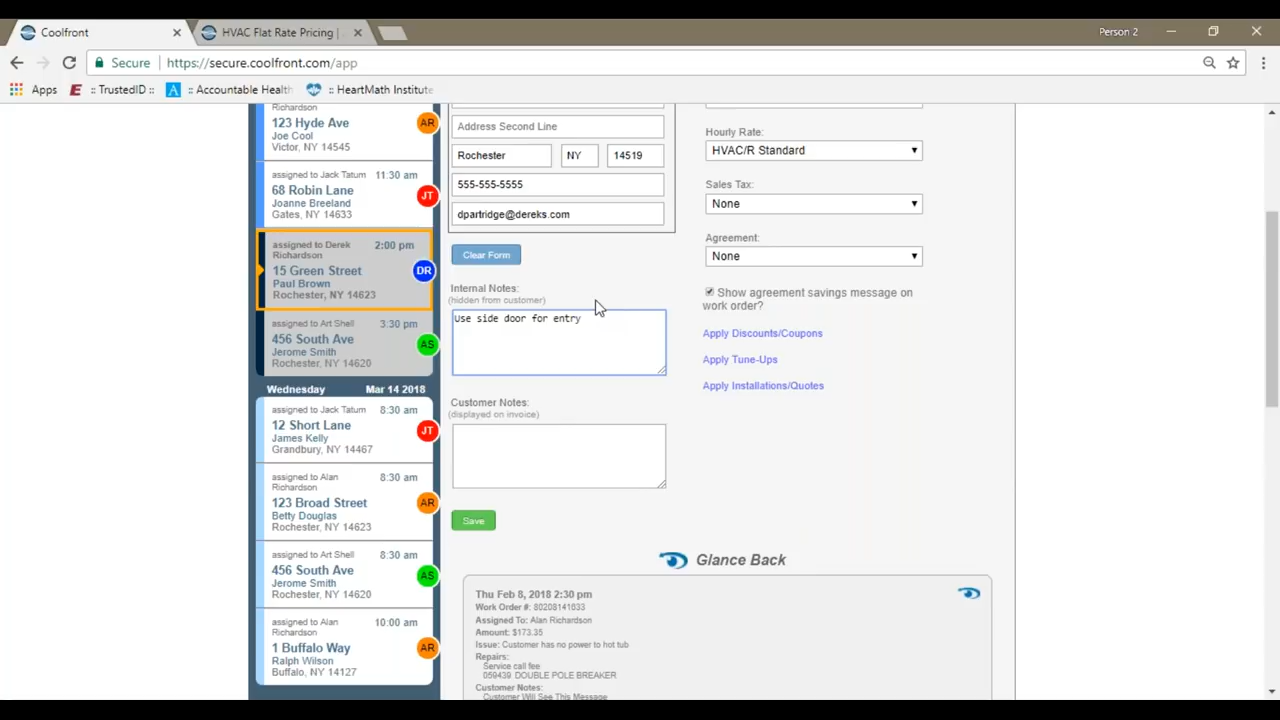 Coolfront
HVAC Flat Rate Pricing |
Person 2
Secure
https://secure.coolfront.com/app
Apps
E
:: TrustedID ::
A
:: Accountable Health
:: HeartMath Institute
Richardson
123 Hyde Ave
Joe Cool
Victor, NY 14545
AR
assigned to Jack Tatum
11:30 am
68 Robin Lane
Joanne Breeland
Gates, NY 14633
JT
assigned to Derek
Richardson
2:00 pm
15 Green Street
Paul Brown
Rochester, NY 14623
DR
assigned to Art Shell
3:30 pm
456 South Ave
Jerome Smith
Rochester, NY 14620
AS
Wednesday
Mar 14 2018
assigned to Jack Tatum
8:30 am
12 Short Lane
James Kelly
Grandbury, NY 14467
JT
assigned to Alan
Richardson
8:30 am
123 Broad Street
Betty Douglas
Rochester, NY 14623
AR
assigned to Art Shell
8:30 am
456 South Ave
Jerome Smith
Rochester, NY 14620
AS
assigned to Alan
Richardson
10:00 am
1 Buffalo Way
Ralph Wilson
Buffalo, NY 14127
AR
Address Second Line
Rochester
NY
14519
555-555-5555
dpartridge@dereks.com
Clear Form
Internal Notes:
(hidden from customer)
Use side door for entry
Customer Notes:
(displayed on invoice)
Save
Hourly Rate:
HVAC/R Standard
Sales Tax:
None
Agreement:
None
Show agreement savings message on
work order?
Apply Discounts/Coupons
Apply Tune-Ups
Apply Installations/Quotes
Glance Back
Thu Feb 8, 2018 2:30 pm
Work Order #: 80208141033
Assigned To: Alan Richardson
Amount: $173.35
Issue: Customer has no power to hot tub
Repairs:
Service call fee
059439 DOUBLE POLE BREAKER
Customer Notes:
Customer Will See This Message